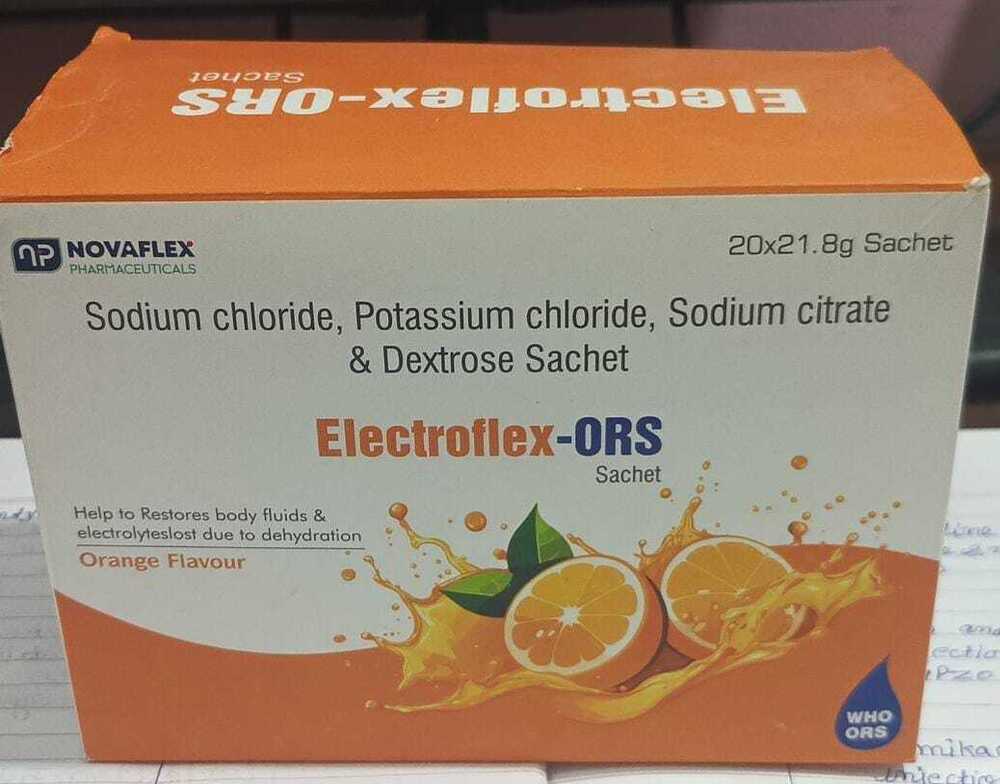 Electroflex-ORS
Sachet
NP NOVAFLEX
PHARMACEUTICALS
20x21.8g Sachet
Sodium chloride, Potassium chloride, Sodium citrate
& Dextrose Sachet
Electroflex-ORS
Sachet
Help to Restores body fluids &
electrolyteslost due to dehydration
Orange Flavour
WHO
ORS